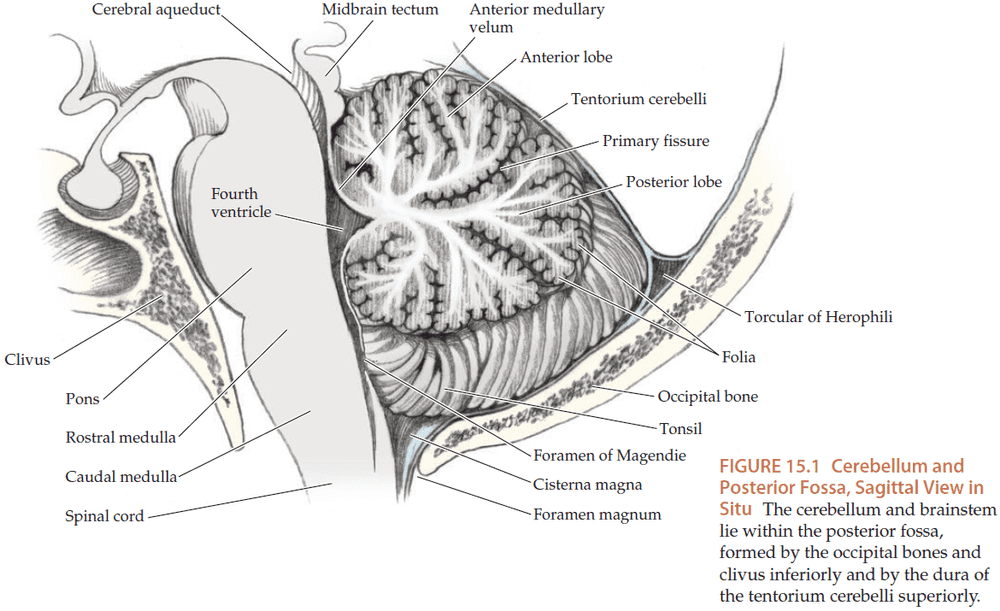 Cerebral aqueduct
Midbrain tectum
Anterior medullary
velum
Anterior lobe
Tentorium cerebelli
Primary fissure
Posterior lobe
Fourth
ventricle
Torcular of Herophili
Clivus
Folia
Pons
Occipital bone
Rostral medulla
Tonsil
Foramen of Magendie
Caudal medulla
Cisterna magna
Spinal cord
Foramen magnum
FIGURE 15.1 Cerebellum and
Posterior Fossa, Sagittal View in
Situ The cerebellum and brainstem
lie within the posterior fossa,
formed by the occipital bones and
clivus inferiorly and by the dura of
the tentorium cerebelli superiorly.